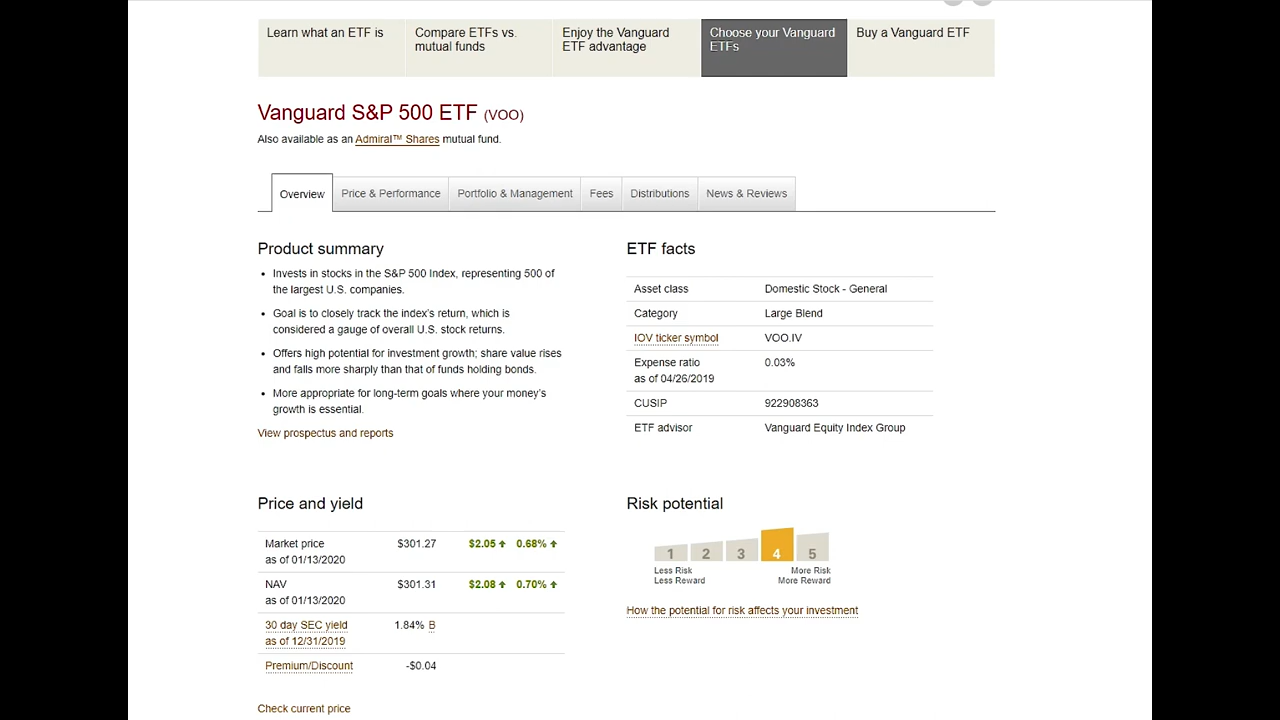 Learn what an ETF is
Compare ETFs vs.
mutual funds
Enjoy the Vanguard
ETF advantage
Choose your Vanguard
ETFs
Buy a Vanguard ETF
Vanguard S&P 500 ETF (VOO)
Also available as an Admiral™ Shares mutual fund.
Overview
Price & Performance
Portfolio & Management
Fees
Distributions
News & Reviews
Product summary
• Invests in stocks in the S&P 500 Index, representing 500 of
the largest U.S. companies.
• Goal is to closely track the index's return, which is
considered a gauge of overall U.S. stock returns.
• Offers high potential for investment growth; share value rises
and falls more sharply than that of funds holding bonds.
• More appropriate for long-term goals where your money's
growth is essential.
View prospectus and reports
ETF facts
Asset class Domestic Stock - General
Category Large Blend
IOV ticker symbol VOO.IV
Expense ratio 0.03%
as of 04/26/2019
CUSIP 922908363
ETF advisor Vanguard Equity Index Group
Price and yield
Market price $301.27 $2.05 ↑ 0.68% ↑
as of 01/13/2020
NAV $301.31 $2.08 ↑ 0.70% ↑
as of 01/13/2020
30 day SEC yield 1.84% B
as of 12/31/2019
Premium/Discount -$0.04
Check current price
Risk potential
1 2 3 4 5
Less Risk More Risk
Less Reward More Reward
How the potential for risk affects your investment